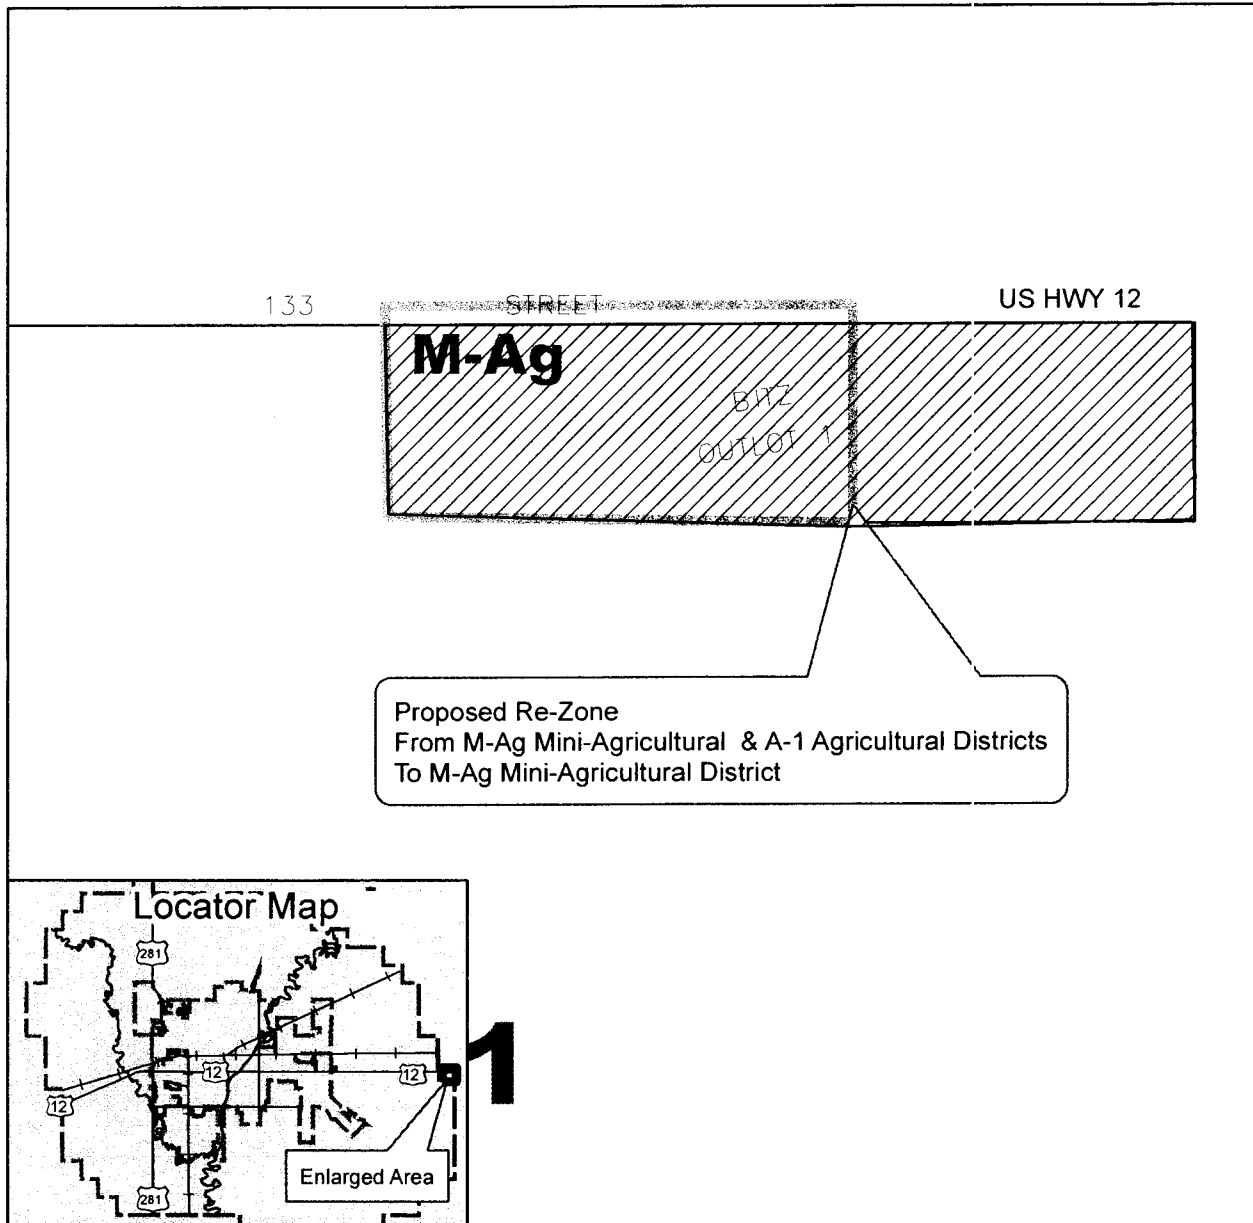 133 STREET US HWY 12
M-Ag
BITZ
OUTLOT 1
Proposed Re-Zone
From M-Ag Mini-Agricultural & A-1 Agricultural Districts
To M-Ag Mini-Agricultural District
Locator Map
281
12
12
12
1
Enlarged Area
281